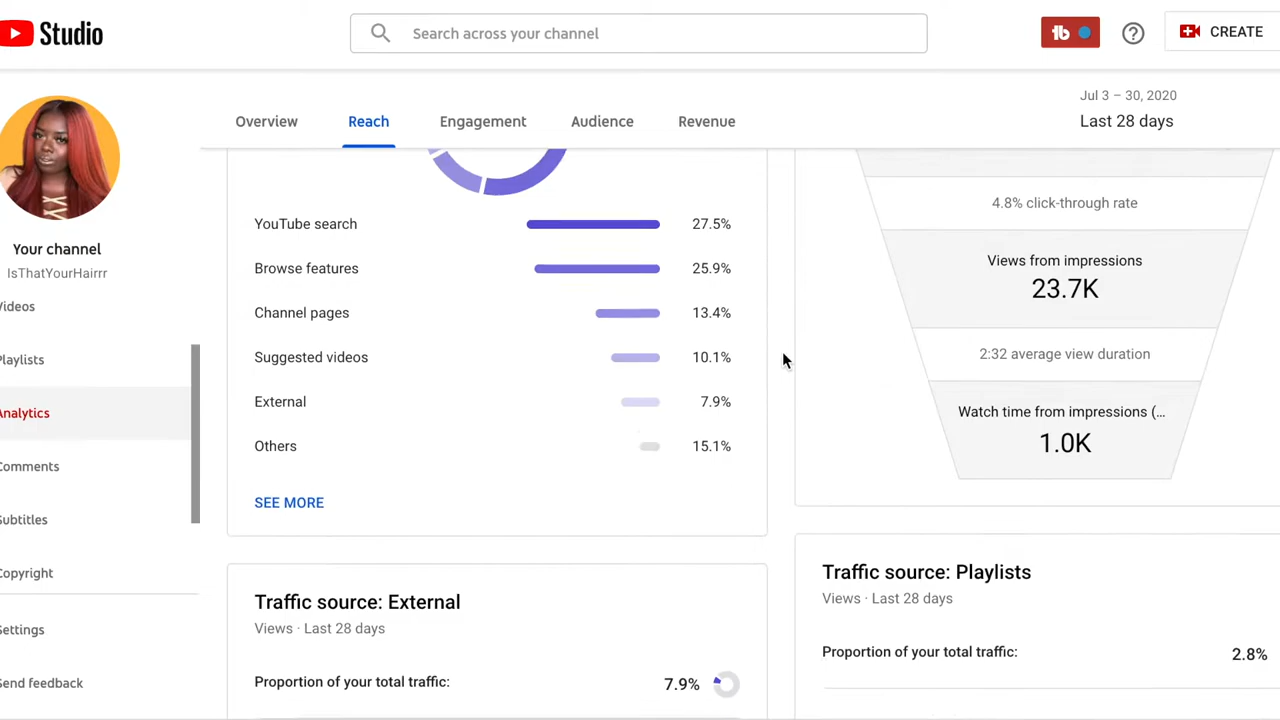 Studio
Search across your channel
CREATE
Overview
Reach
Engagement
Audience
Revenue
Jul 3 – 30, 2020
Last 28 days
Your channel
IsThatYourHairrr
Videos
Playlists
Analytics
Comments
Subtitles
Copyright
Settings
Send feedback
YouTube search 27.5%
Browse features 25.9%
Channel pages 13.4%
Suggested videos 10.1%
External 7.9%
Others 15.1%
SEE MORE
4.8% click-through rate
Views from impressions
23.7K
2:32 average view duration
Watch time from impressions (...
1.0K
Traffic source: External
Views · Last 28 days
Proportion of your total traffic: 7.9%
Traffic source: Playlists
Views · Last 28 days
Proportion of your total traffic: 2.8%